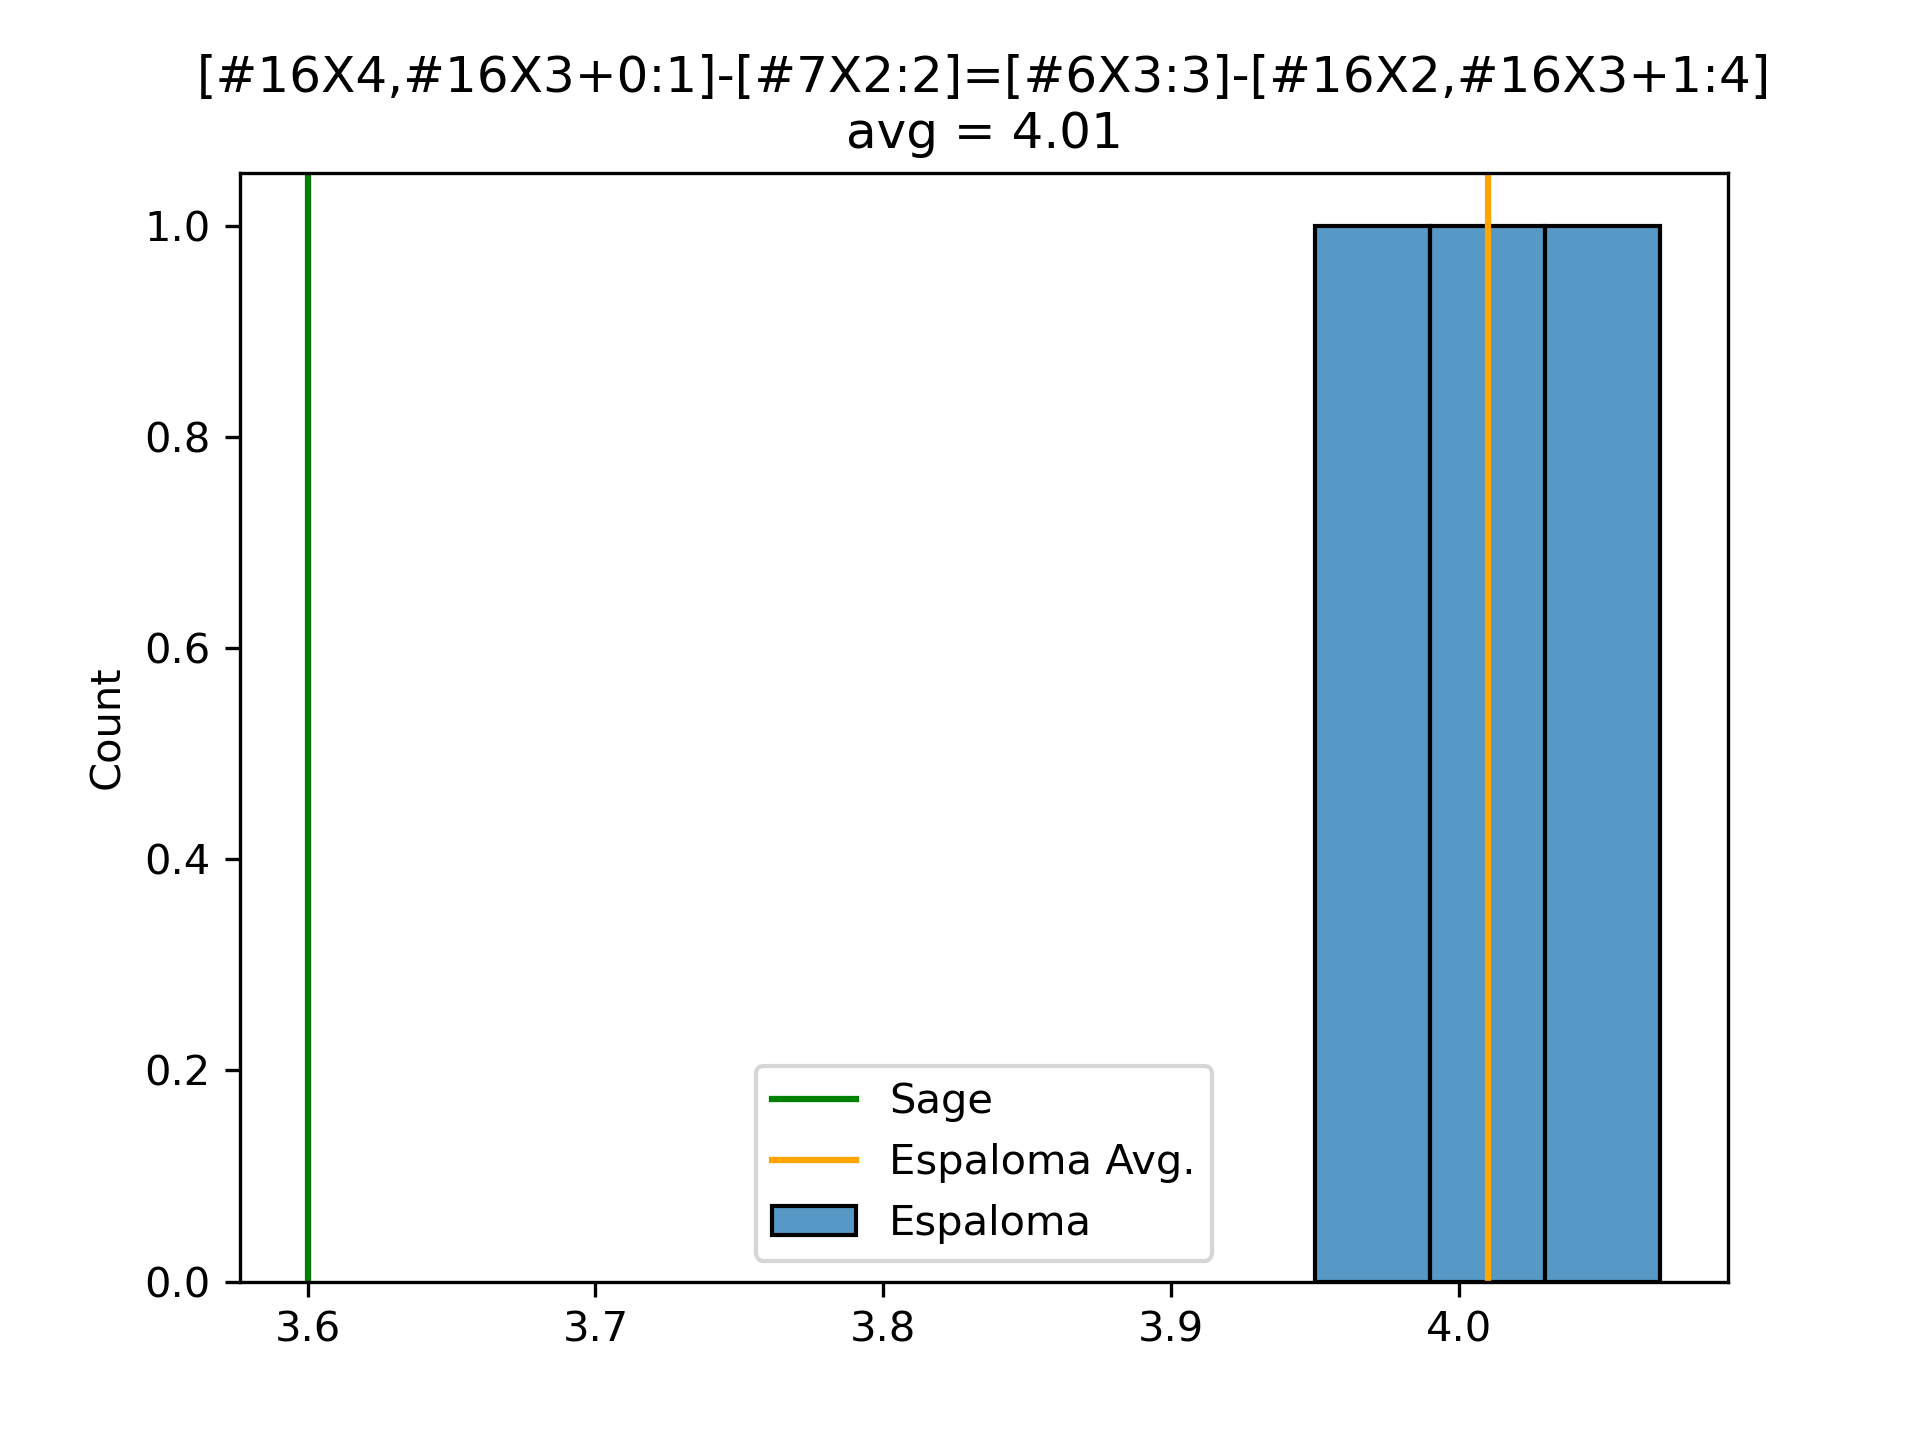 [#16X4,#16X3+0:1]-[#7X2:2]=[#6X3:3]-[#16X2,#16X3+1:4]
avg = 4.01
1.0
0.8
0.6
0.4
0.2
0.0
Count
Sage
Espaloma Avg.
Espaloma
3.6 3.7 3.8 3.9 4.0